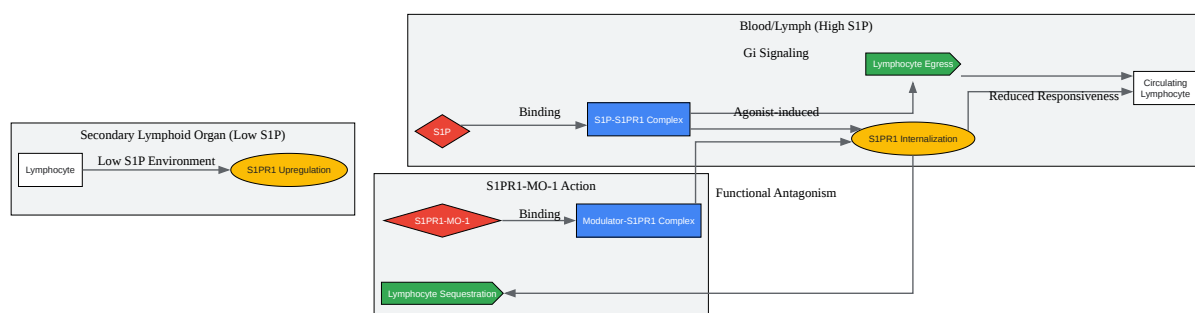 Blood/Lymph (High S1P)
Gi Signaling
Lymphocyte Egress
Circulating
Lymphocyte
Reduced Responsiveness
Binding
S1P-S1PR1 Complex
Agonist-induced
S1P
S1PR1 Internalization
Secondary Lymphoid Organ (Low S1P)
Lymphocyte
Low S1P Environment
S1PR1 Upregulation
S1PR1-MO-1 Action
Functional Antagonism
S1PR1-MO-1
Binding
Modulator-S1PR1 Complex
Lymphocyte Sequestration